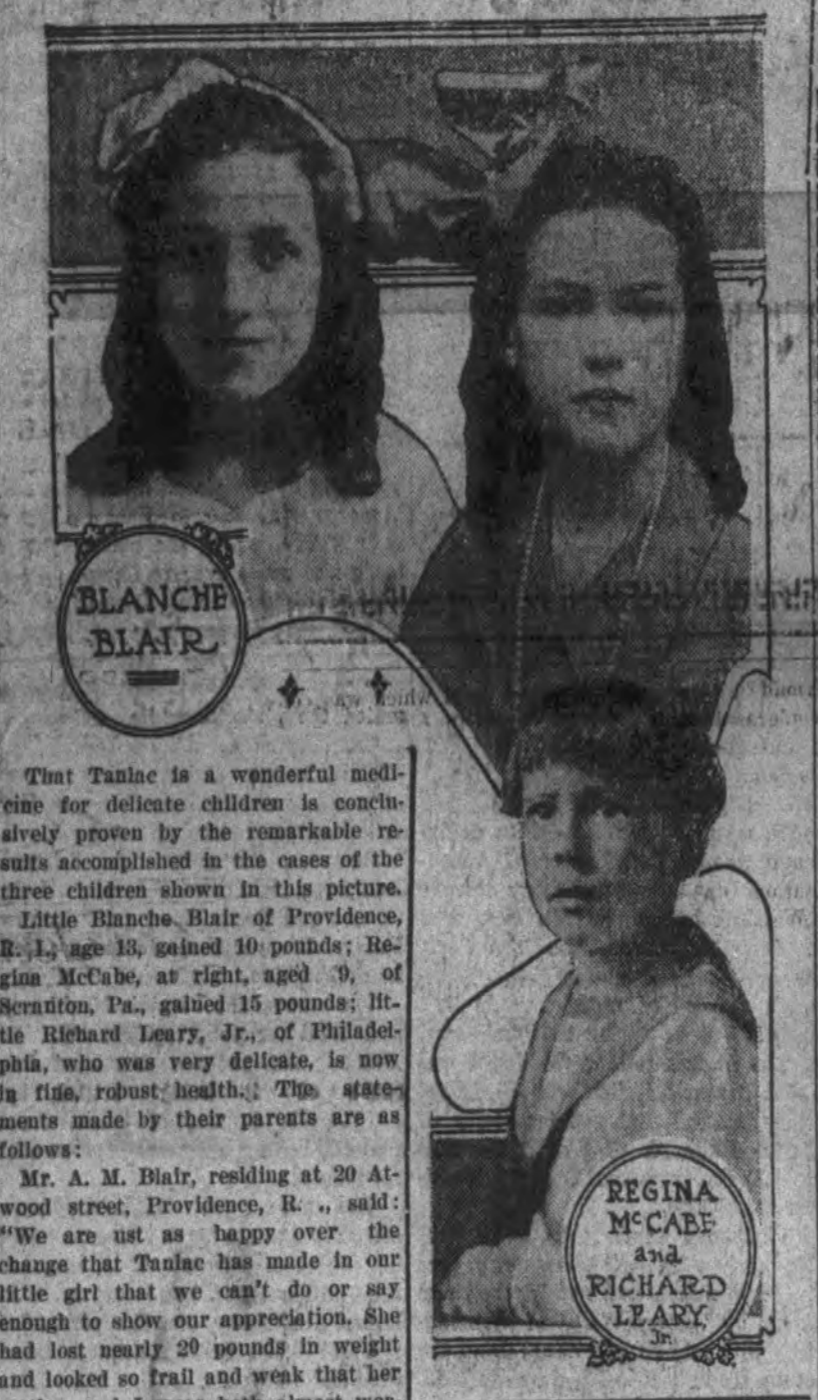 BLANCHE
BLAIR
That Tanlac is a wonderful medi-
cine for delicate children is conclu-
sively proven by the remarkable re-
sults accomplished in the cases of the
three children shown in this picture.
Little Blanche Blair of Providence,
R. I., age 13, gained 10 pounds; Re-
gina McCabe, at right, aged 9, of
Scranton, Pa., gained 15 pounds; lit-
tle Richard Leary, Jr., of Philadel-
phia, who was very delicate, is now
in fine, robust health. The state-
ments made by their parents are as
follows:
Mr. A. M. Blair, residing at 20 At-
wood street, Providence, R. ., said:
"We are ust as happy over the
change that Tanlac has made in our
little girl that we can't do or say
enough to show our appreciation. She
had lost nearly 20 pounds in weight
and looked so frail and weak that her
REGINA
McCABE
and
RICHARD
LEARY
Jr.